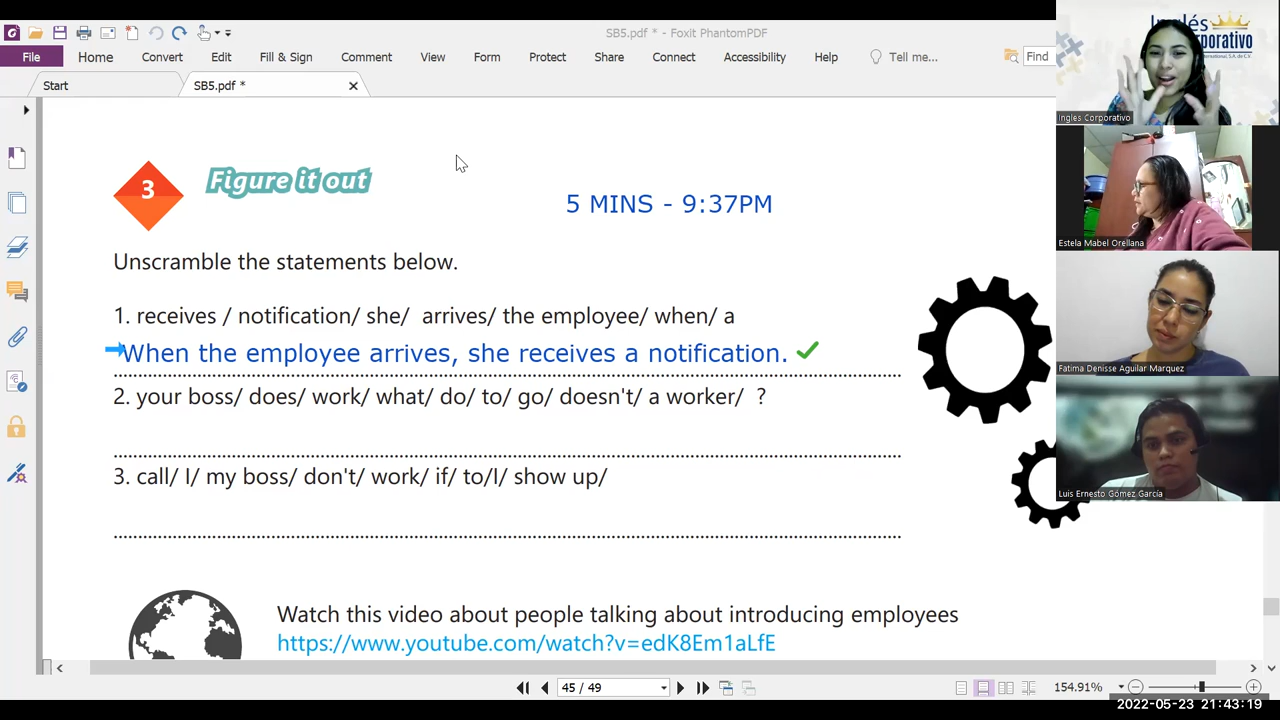 SB5.pdf * - Foxit PhantomPDF
File Home Convert Edit Fill & Sign Comment View Form Protect Share Connect Accessibility Help Tell me... Find
Start SB5.pdf *
3 Figure it out
5 MINS - 9:37PM
Unscramble the statements below.
1. receives / notification/ she/ arrives/ the employee/ when/ a
When the employee arrives, she receives a notification.
2. your boss/ does/ work/ what/ do/ to/ go/ doesn't/ a worker/ ?
3. call/ I/ my boss/ don't/ work/ if/ to/I/ show up/
Watch this video about people talking about introducing employees
https://www.youtube.com/watch?v=edK8Em1aLfE
45 / 49
154.91%
Inglés
Corporativo
Ingles Corporativo
Estela Mabel Orellana
Fatima Denisse Aguilar Marquez
Luis Ernesto Gómez García
2022-05-23 21:43:19